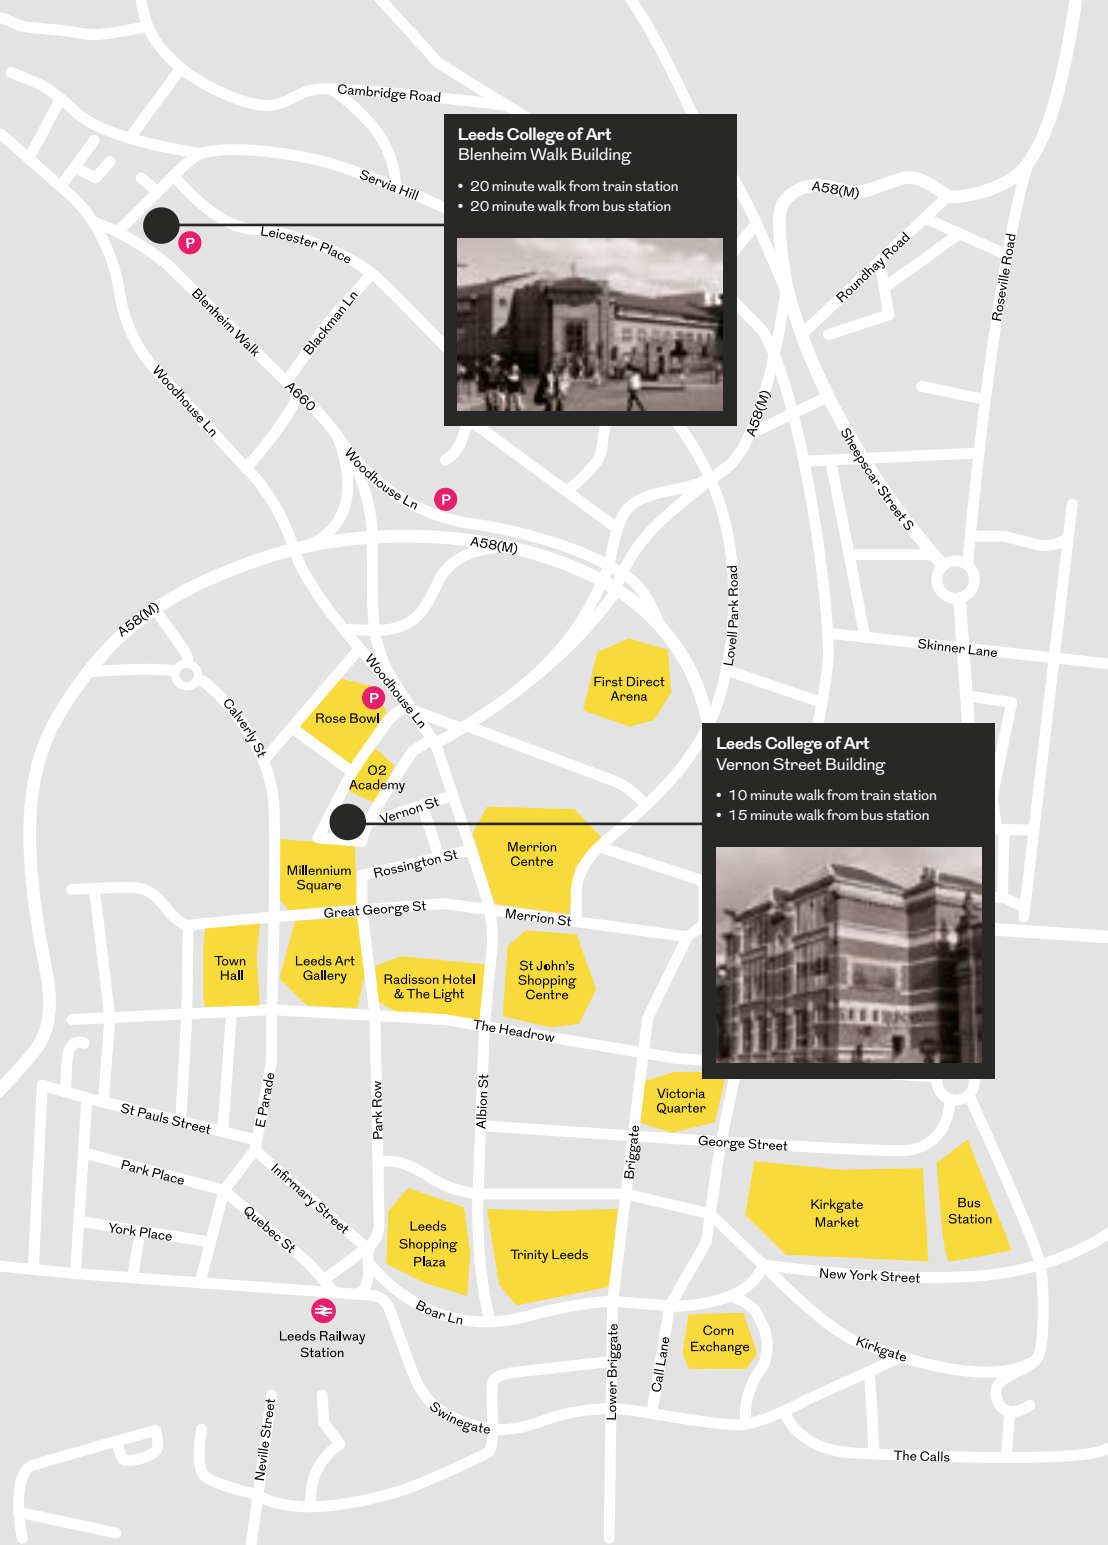 Cambridge Road
Leeds College of Art
Blenheim Walk Building
• 20 minute walk from train station
• 20 minute walk from bus station
Servia Hill
A58(M)
P
Leicester Place
Roundhay Road
Roseville Road
Blenheim Walk
Blackman Ln
Woodhouse Ln
A660
A58(M)
Sheepscar Street S
Woodhouse Ln
P
A58(M)
A58(M)
Lovell Park Road
Skinner Lane
Woodhouse Ln
First Direct
Arena
P
Rose Bowl
Calverly St
O2
Academy
Vernon St
Leeds College of Art
Vernon Street Building
• 10 minute walk from train station
• 15 minute walk from bus station
Merrion
Centre
Rossington St
Millennium
Square
Great George St
Merrion St
Town
Hall
Leeds Art
Gallery
Radisson Hotel
& The Light
St John's
Shopping
Centre
The Headrow
E Parade
Park Row
Albion St
Victoria
Quarter
St Pauls Street
Briggate
George Street
Park Place
Infirmary Street
Quebec St
York Place
Leeds
Shopping
Plaza
Trinity Leeds
Kirkgate
Market
Bus
Station
New York Street
Boar Ln
Leeds Railway
Station
Corn
Exchange
Lower Briggate
Call Lane
Kirkgate
Swinegate
Neville Street
The Calls